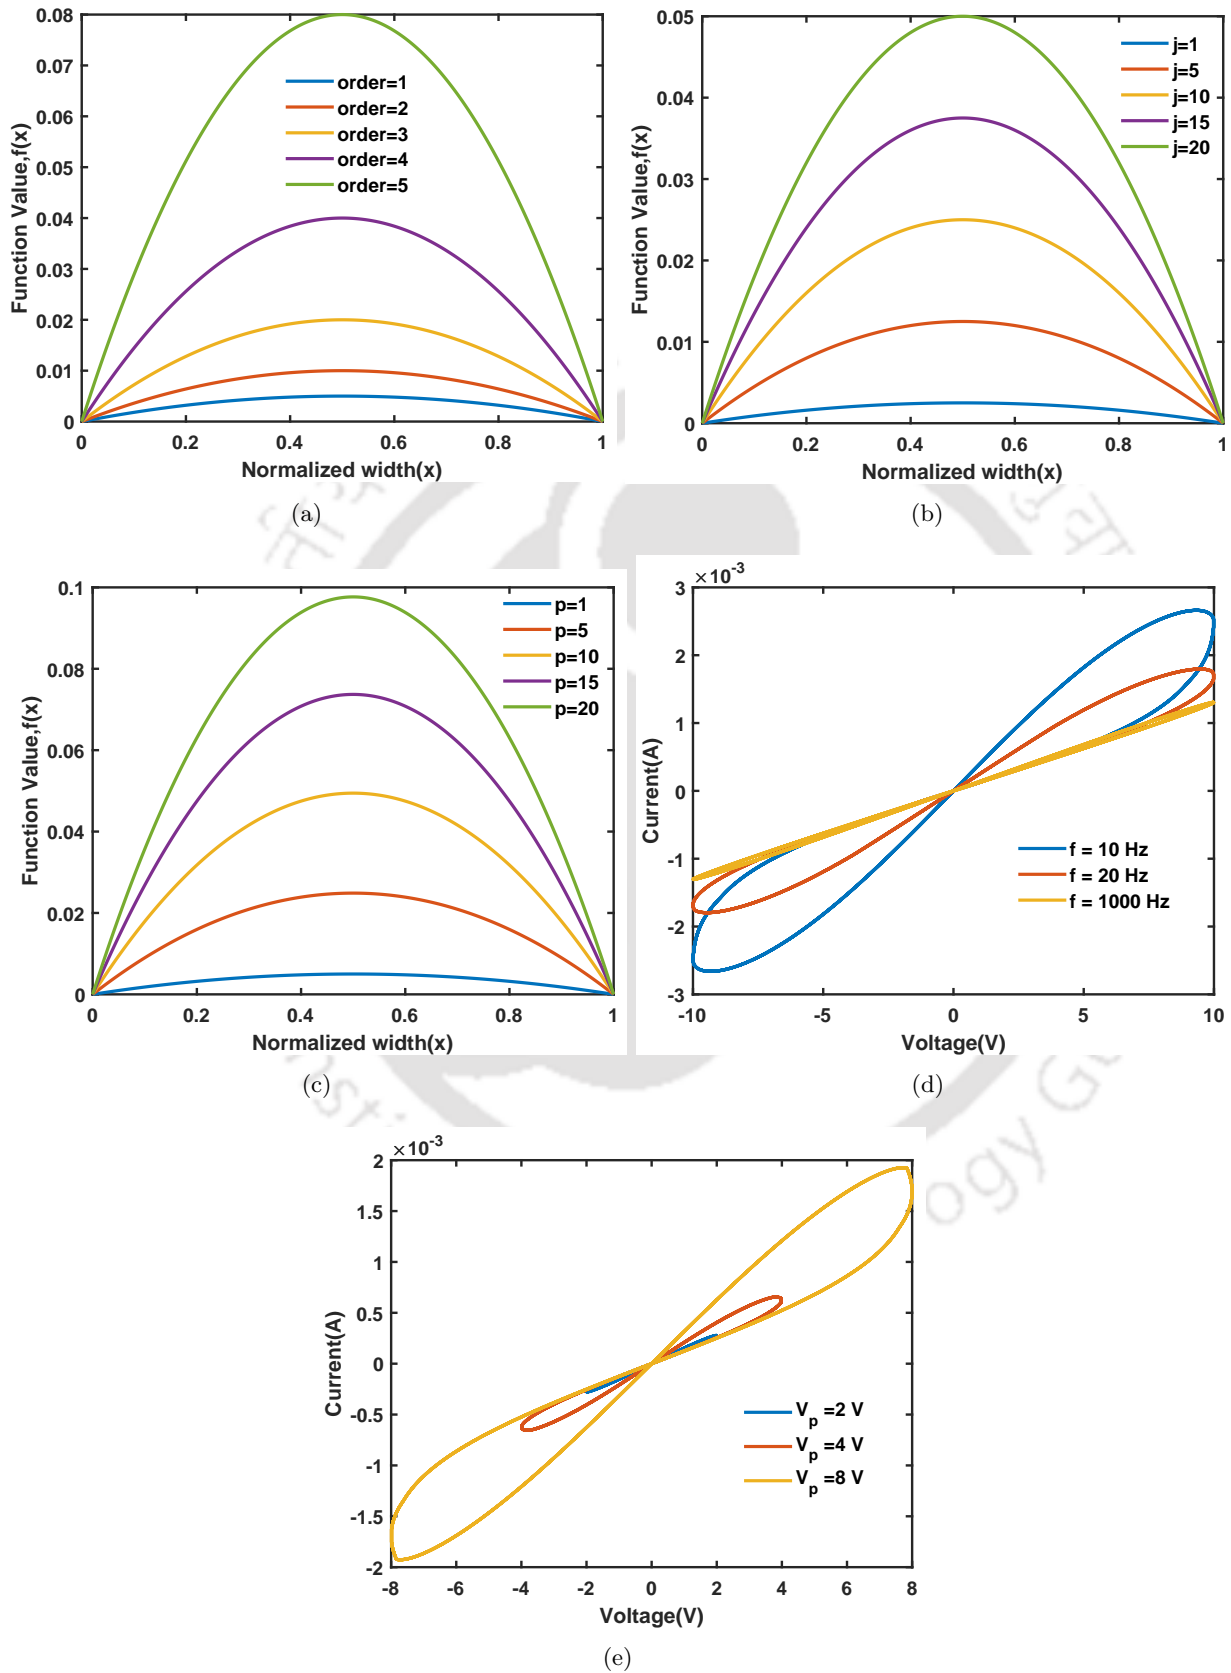 0.08
0.07
0.06
0.05
0.04
0.03
0.02
0.01
0
Function Value,f(x)
order=1
order=2
order=3
order=4
order=5
0 0.2 0.4 0.6 0.8 1
Normalized width(x)
(a)
0.05
0.04
0.03
0.02
0.01
0
Function Value,f(x)
j=1
j=5
j=10
j=15
j=20
0 0.2 0.4 0.6 0.8 1
Normalized width(x)
(b)
0.1
0.08
0.06
0.04
0.02
0
Function Value,f(x)
p=1
p=5
p=10
p=15
p=20
0 0.2 0.4 0.6 0.8 1
Normalized width(x)
(c)
×10⁻³
3
2
1
0
-1
-2
-3
Current(A)
f = 10 Hz
f = 20 Hz
f = 1000 Hz
-10 -5 0 5 10
Voltage(V)
(d)
×10⁻³
2
1.5
1
0.5
0
-0.5
-1
-1.5
-2
Current(A)
V_p =2 V
V_p =4 V
V_p =8 V
-8 -6 -4 -2 0 2 4 6 8
Voltage(V)
(e)